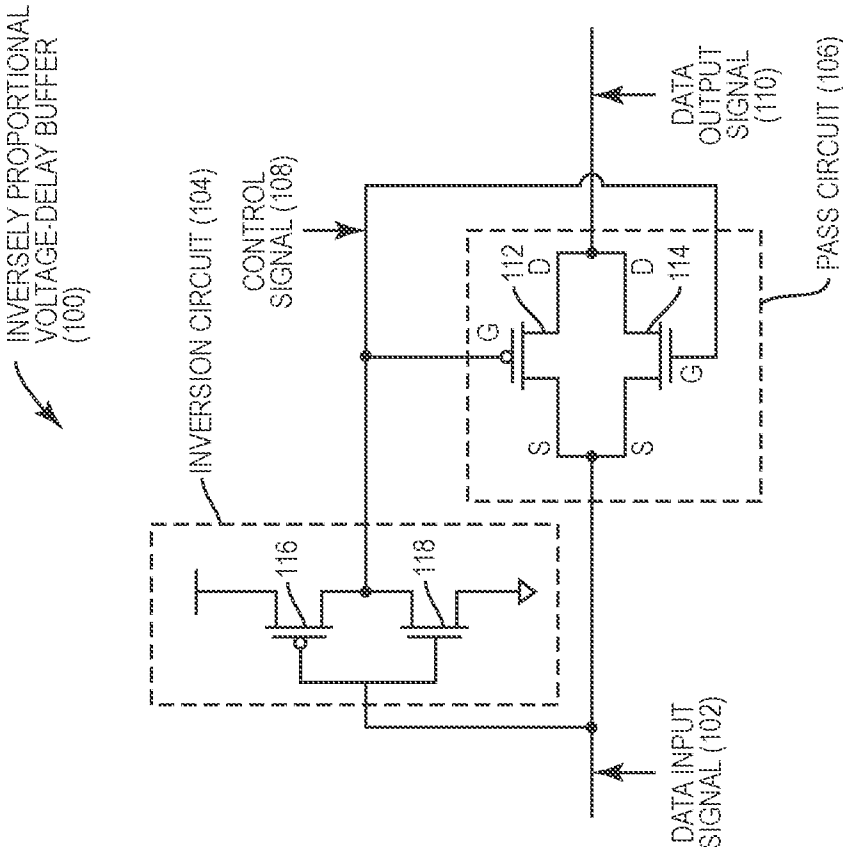 INVERSELY PROPORTIONAL
VOLTAGE-DELAY BUFFER
(100)
INVERSION CIRCUIT (104)
CONTROL
SIGNAL (108)
116
118
G
112
S
D
S
D
114
G
DATA INPUT
SIGNAL (102)
DATA
OUTPUT
SIGNAL
(110)
PASS CIRCUIT (106)